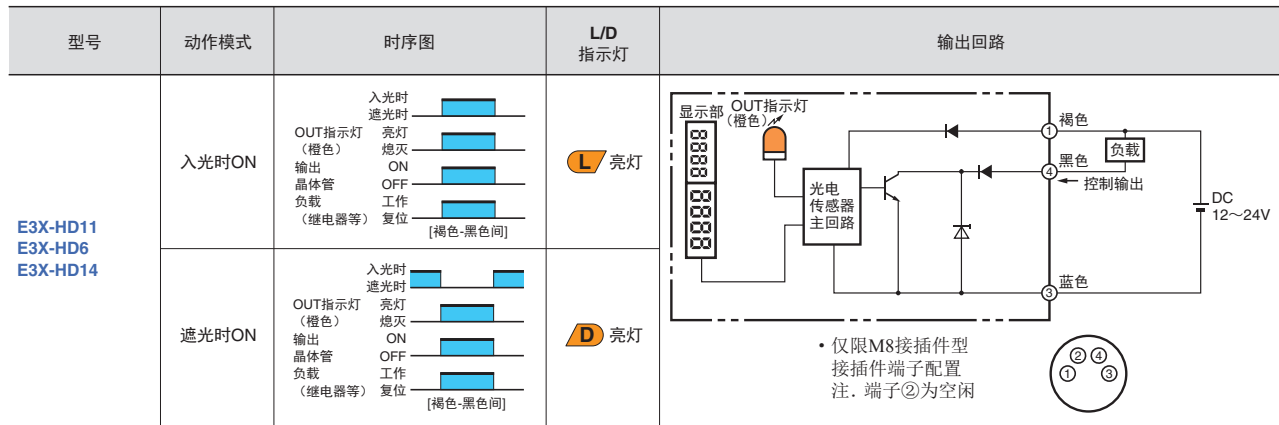 型号
动作模式
时序图
L/D
指示灯
输出回路
E3X-HD11
E3X-HD6
E3X-HD14
入光时ON
入光时
遮光时
OUT指示灯 亮灯
（橙色） 熄灭
输出 ON
晶体管 OFF
负载 工作
（继电器等） 复位
[褐色-黑色间]
L 亮灯
遮光时ON
入光时
遮光时
OUT指示灯 亮灯
（橙色） 熄灭
输出 ON
晶体管 OFF
负载 工作
（继电器等） 复位
[褐色-黑色间]
D 亮灯
显示部
OUT指示灯
（橙色）
8888
8888
光电
传感器
主回路
① 褐色
负载
④ 黑色
控制输出
DC
12～24V
③ 蓝色
• 仅限M8接插件型
接插件端子配置
注. 端子②为空闲
② ④
① ③